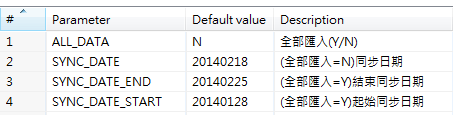 # Parameter Default value Description
1 ALL_DATA N 全部匯入(Y/N)
2 SYNC_DATE 20140218 (全部匯入=N)同步日期
3 SYNC_DATE_END 20140225 (全部匯入=Y)結束同步日期
4 SYNC_DATE_START 20140128 (全部匯入=Y)起始同步日期